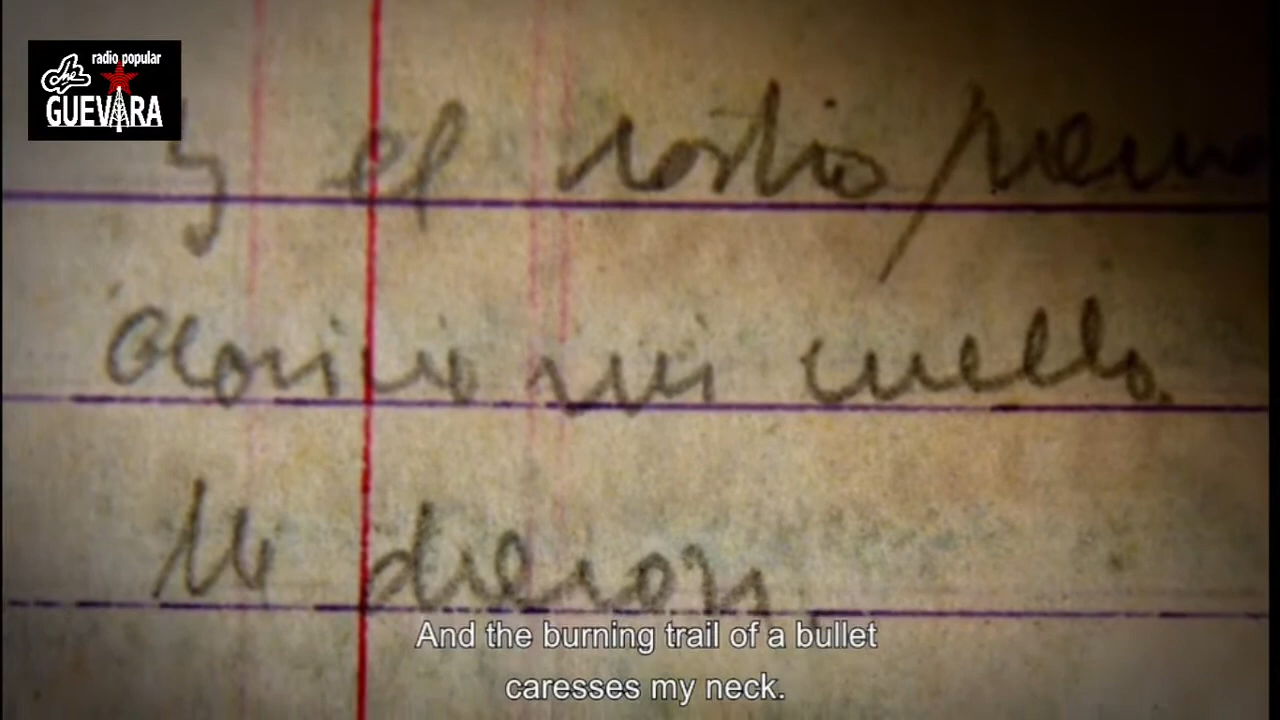 radio popular
Che
GUEVARA
y el rastro
mi cuello.
Me dieron
And the burning trail of a bullet
caresses my neck.